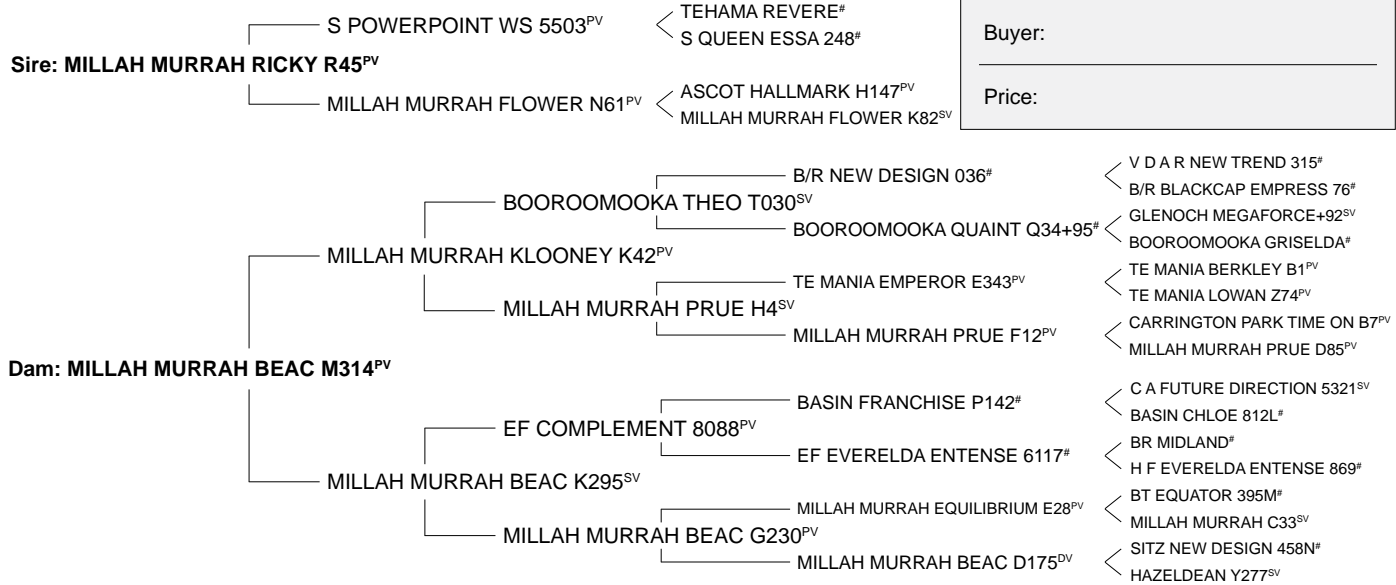 S POWERPOINT WS 5503PV
TEHAMA REVERE#
S QUEEN ESSA 248#
Sire: MILLAH MURRAH RICKY R45PV
MILLAH MURRAH FLOWER N61PV
ASCOT HALLMARK H147PV
MILLAH MURRAH FLOWER K82SV
Buyer:
Price:
B/R NEW DESIGN 036#
V D A R NEW TREND 315#
B/R BLACKCAP EMPRESS 76#
BOOROOMOOKA THEO T030SV
BOOROOMOOKA QUAINT Q34+95#
GLENOCH MEGAFORCE+92SV
BOOROOMOOKA GRISELDA#
MILLAH MURRAH KLOONEY K42PV
TE MANIA EMPEROR E343PV
TE MANIA BERKLEY B1PV
TE MANIA LOWAN Z74PV
MILLAH MURRAH PRUE H4SV
MILLAH MURRAH PRUE F12PV
CARRINGTON PARK TIME ON B7PV
MILLAH MURRAH PRUE D85PV
Dam: MILLAH MURRAH BEAC M314PV
BASIN FRANCHISE P142#
C A FUTURE DIRECTION 5321SV
BASIN CHLOE 812L#
EF COMPLEMENT 8088PV
EF EVERELDA ENTENSE 6117#
BR MIDLAND#
H F EVERELDA ENTENSE 869#
MILLAH MURRAH BEAC K295SV
MILLAH MURRAH EQUILIBRIUM E28PV
BT EQUATOR 395M#
MILLAH MURRAH C33SV
MILLAH MURRAH BEAC G230PV
MILLAH MURRAH BEAC D175DV
SITZ NEW DESIGN 458N#
HAZELDEAN Y277SV